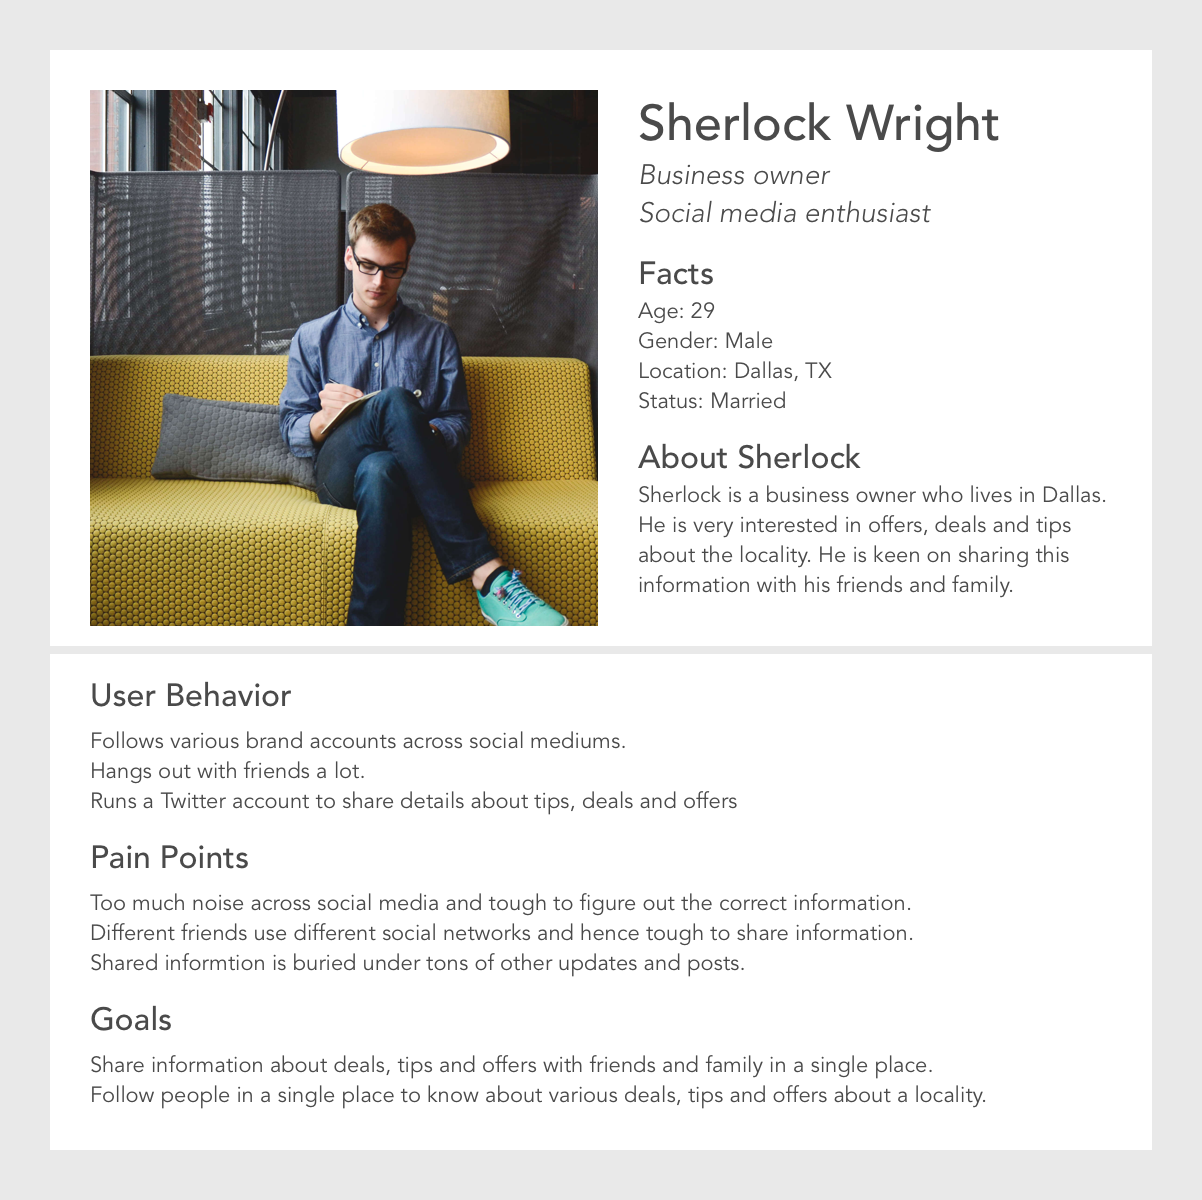 Sherlock Wright
Business owner
Social media enthusiast
Facts
Age: 29
Gender: Male
Location: Dallas, TX
Status: Married
About Sherlock
Sherlock is a business owner who lives in Dallas.
He is very interested in offers, deals and tips
about the locality. He is keen on sharing this
information with his friends and family.
User Behavior
Follows various brand accounts across social mediums.
Hangs out with friends a lot.
Runs a Twitter account to share details about tips, deals and offers
Pain Points
Too much noise across social media and tough to figure out the correct information.
Different friends use different social networks and hence tough to share information.
Shared informtion is buried under tons of other updates and posts.
Goals
Share information about deals, tips and offers with friends and family in a single place.
Follow people in a single place to know about various deals, tips and offers about a locality.